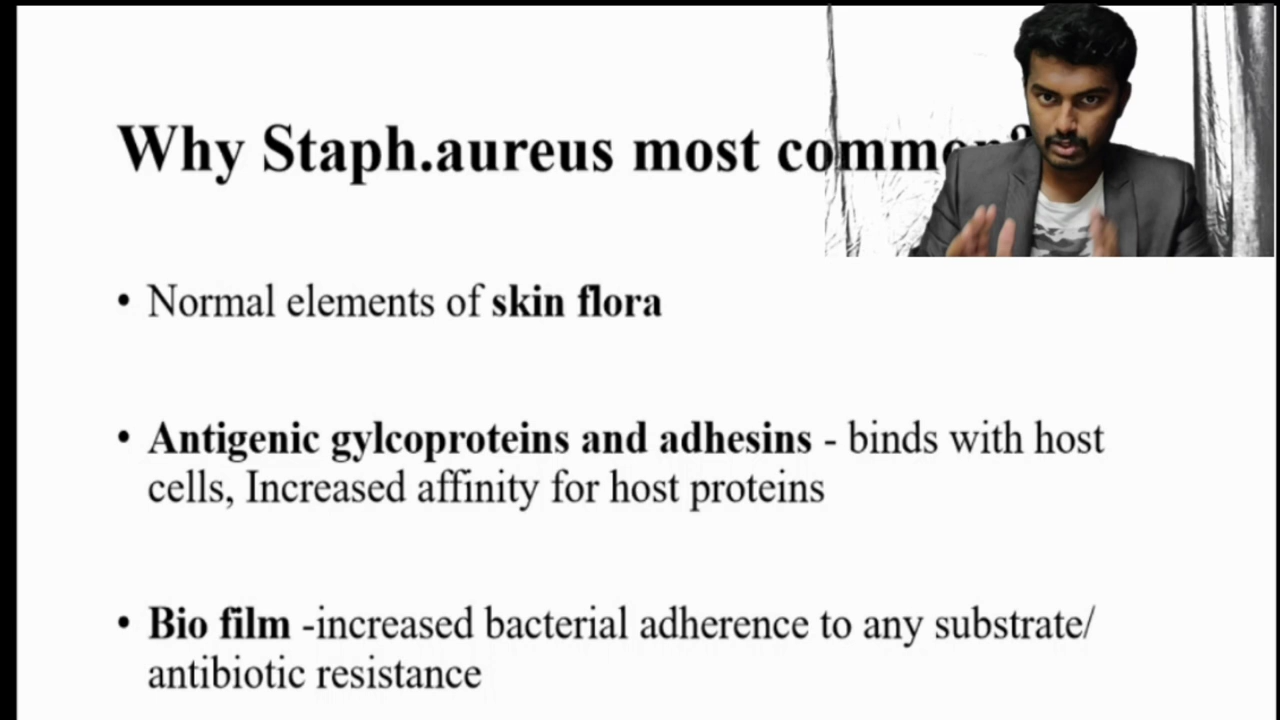 Why Staph.aureus most common?
• Normal elements of skin flora
• Antigenic gylcoproteins and adhesins - binds with host
cells, Increased affinity for host proteins
• Bio film -increased bacterial adherence to any substrate/
antibiotic resistance